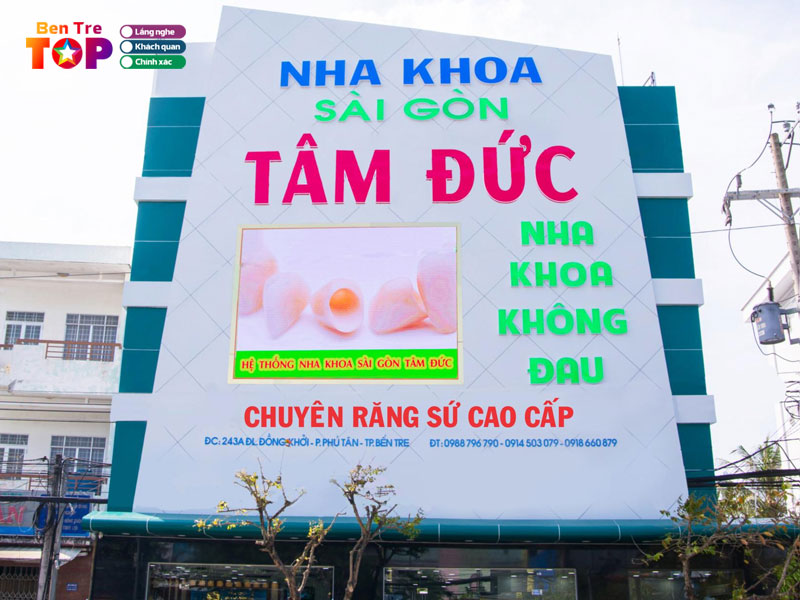 Ben Tre
TOP
Lắng nghe
Khách quan
Chính xác
NHA KHOA
SÀI GÒN
TÂM ĐỨC
NHA
KHOA
KHÔNG
ĐAU
HỆ THỐNG NHA KHOA SÀI GÒN TÂM ĐỨC
CHUYÊN RĂNG SỨ CAO CẤP
ĐC: 243A ĐL. ĐỒNG KHỞI - P. PHÚ TÂN - TP. BẾN TRE ĐT: 0988 796 790 - 0914 503 079 - 0918 660 879